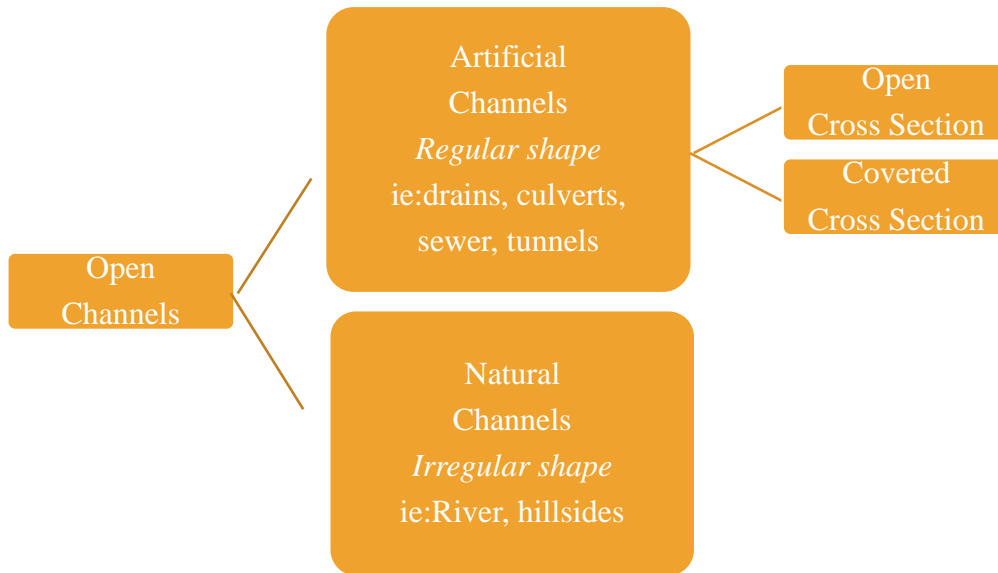 Open
Channels
Artificial
Channels
Regular shape
ie:drains, culverts,
sewer, tunnels
Open
Cross Section
Covered
Cross Section
Natural
Channels
Irregular shape
ie:River, hillsides